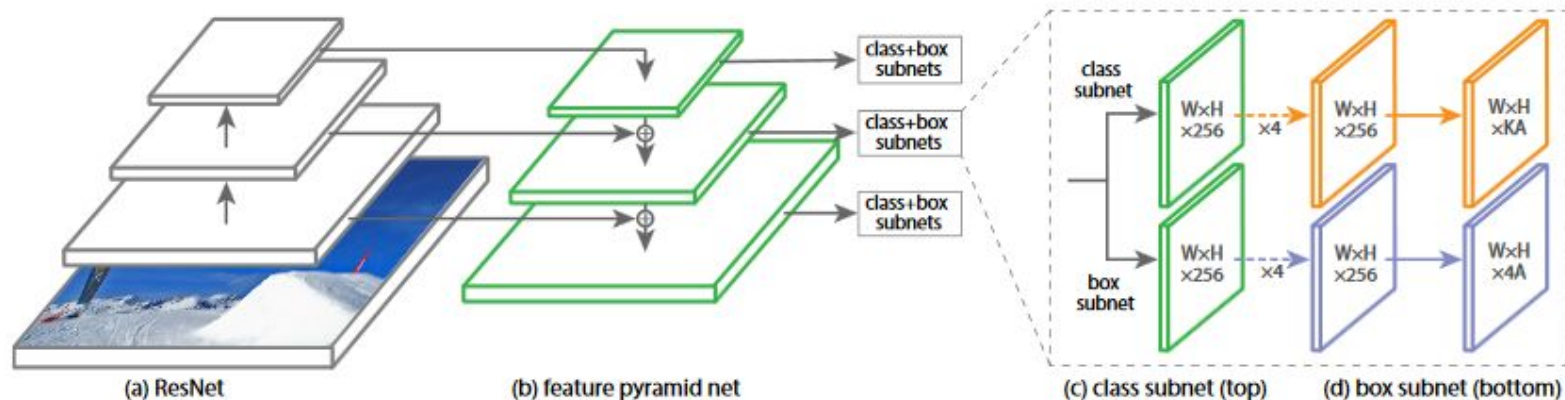 class+box
subnets
class+box
subnets
class+box
subnets
class
subnet
W×H
×256
×4
W×H
×256
W×H
×KA
box
subnet
W×H
×256
×4
W×H
×256
W×H
×4A
(a) ResNet
(b) feature pyramid net
(c) class subnet (top)
(d) box subnet (bottom)